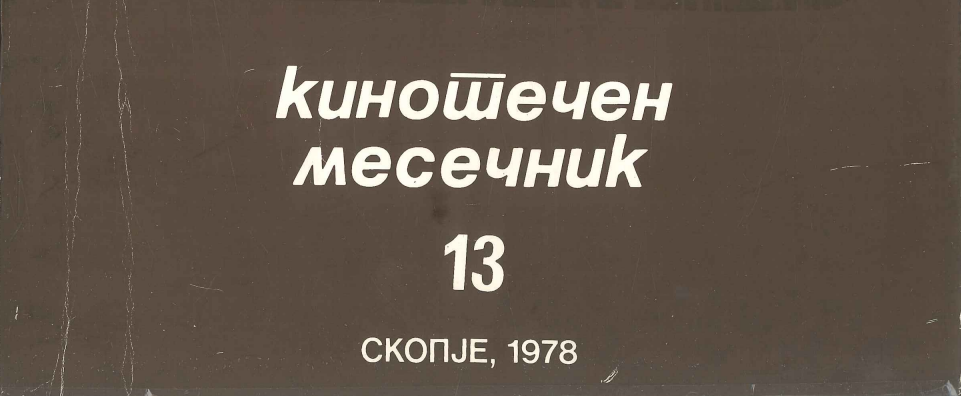 кинотечен
месечник
13
СКОПЈЕ, 1978